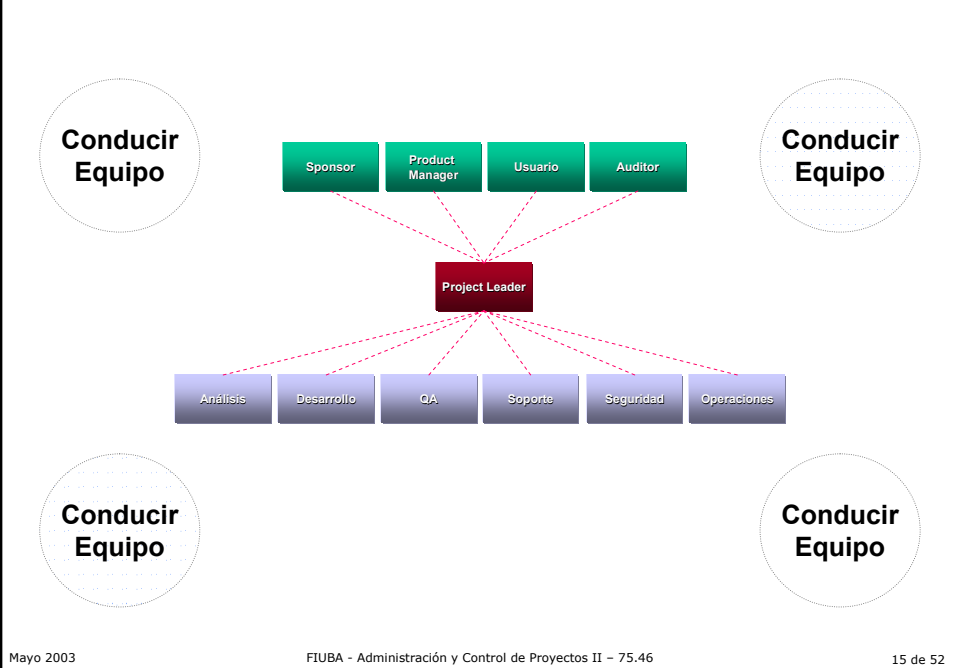 Conducir
Equipo
Conducir
Equipo
Sponsor
Product
Manager
Usuario
Auditor
Project Leader
Análisis
Desarrollo
QA
Soporte
Seguridad
Operaciones
Conducir
Equipo
Conducir
Equipo
Mayo 2003
FIUBA - Administración y Control de Proyectos II – 75.46
15 de 52